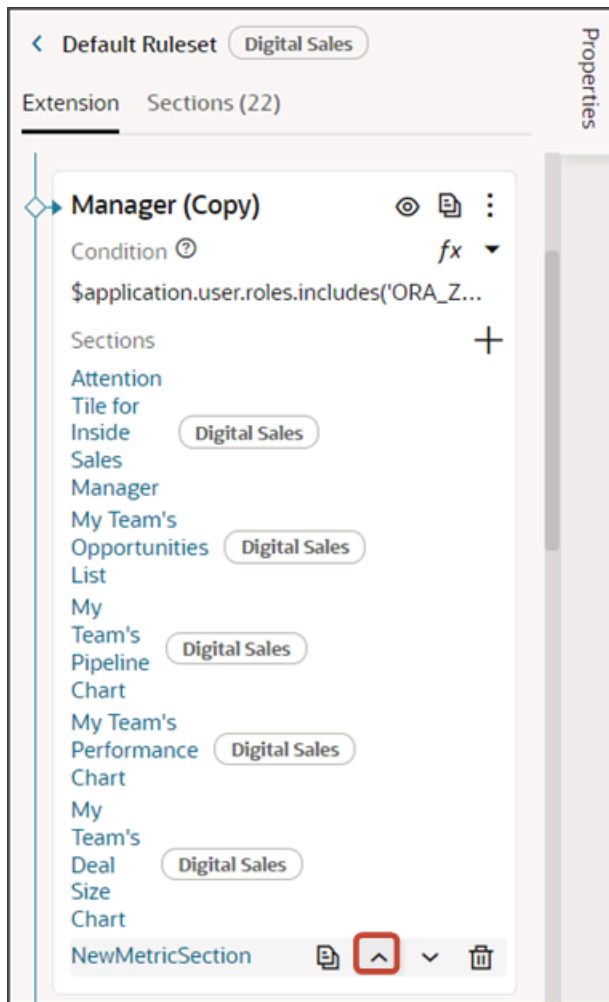 Default Ruleset Digital Sales
Properties
Extension Sections (22)
Manager (Copy)
Condition ? fx
$application.user.roles.includes('ORA_Z...
Sections
Attention
Tile for
Inside Digital Sales
Sales
Manager
My Team's
Opportunities Digital Sales
List
My
Team's
Pipeline Digital Sales
Chart
My Team's
Performance Digital Sales
Chart
My
Team's
Deal Digital Sales
Size
Chart
NewMetricSection